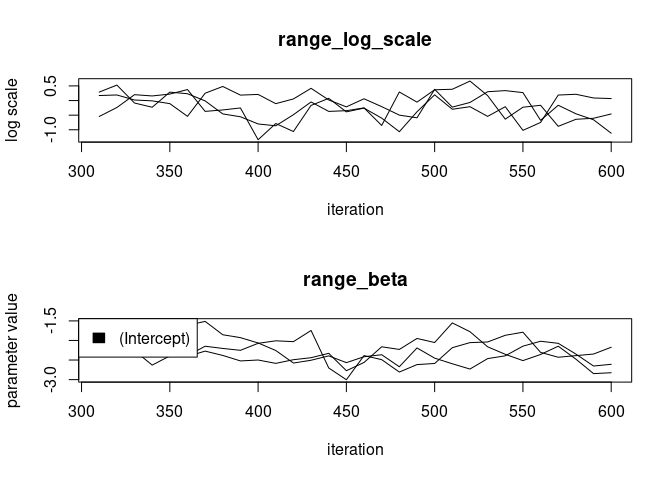 range_log_scale
log scale
0.5
-1.0
300 350 400 450 500 550 600
iteration
range_beta
parameter value
-1.5
(Intercept)
-3.0
300 350 400 450 500 550 600
iteration